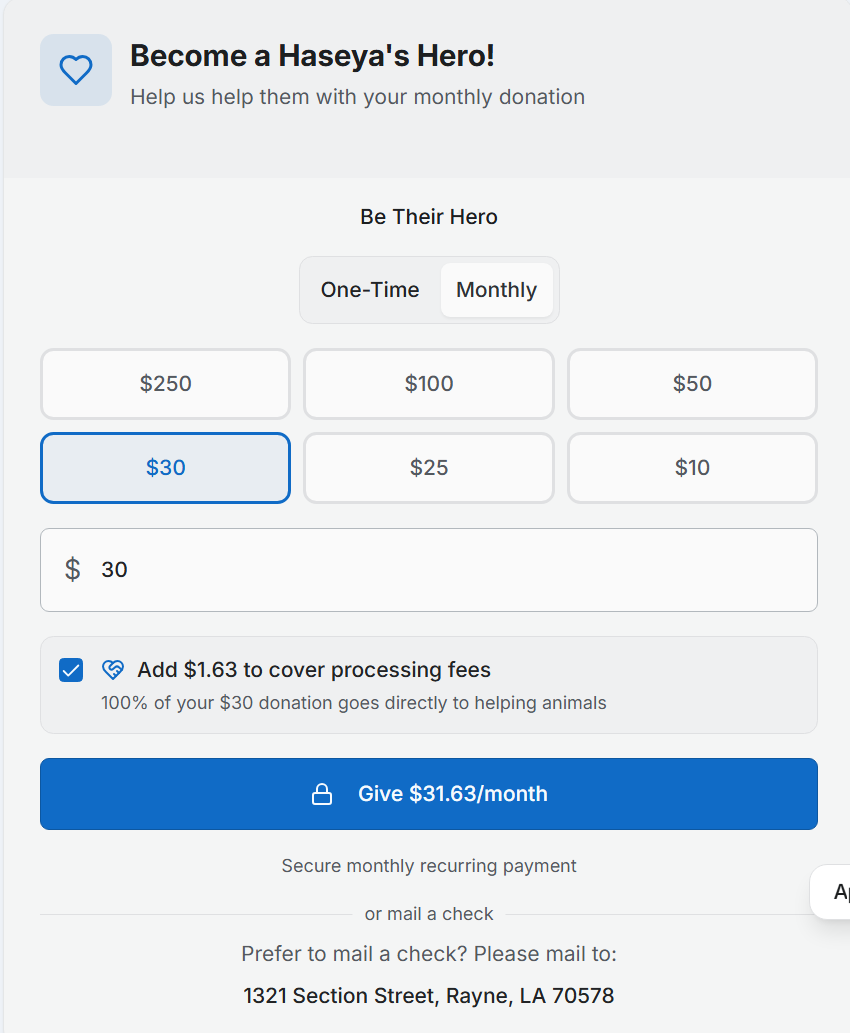 Become a Haseya's Hero!
Help us help them with your monthly donation
Be Their Hero
One-Time Monthly
$250 $100 $50
$30 $25 $10
$ 30
Add $1.63 to cover processing fees
100% of your $30 donation goes directly to helping animals
Give $31.63/month
Secure monthly recurring payment
or mail a check
Prefer to mail a check? Please mail to:
1321 Section Street, Rayne, LA 70578